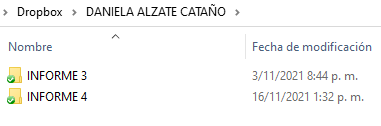 Dropbox > DANIELA ALZATE CATAÑO >
Nombre Fecha de modificación
INFORME 3 3/11/2021 8:44 p. m.
INFORME 4 16/11/2021 1:32 p. m.